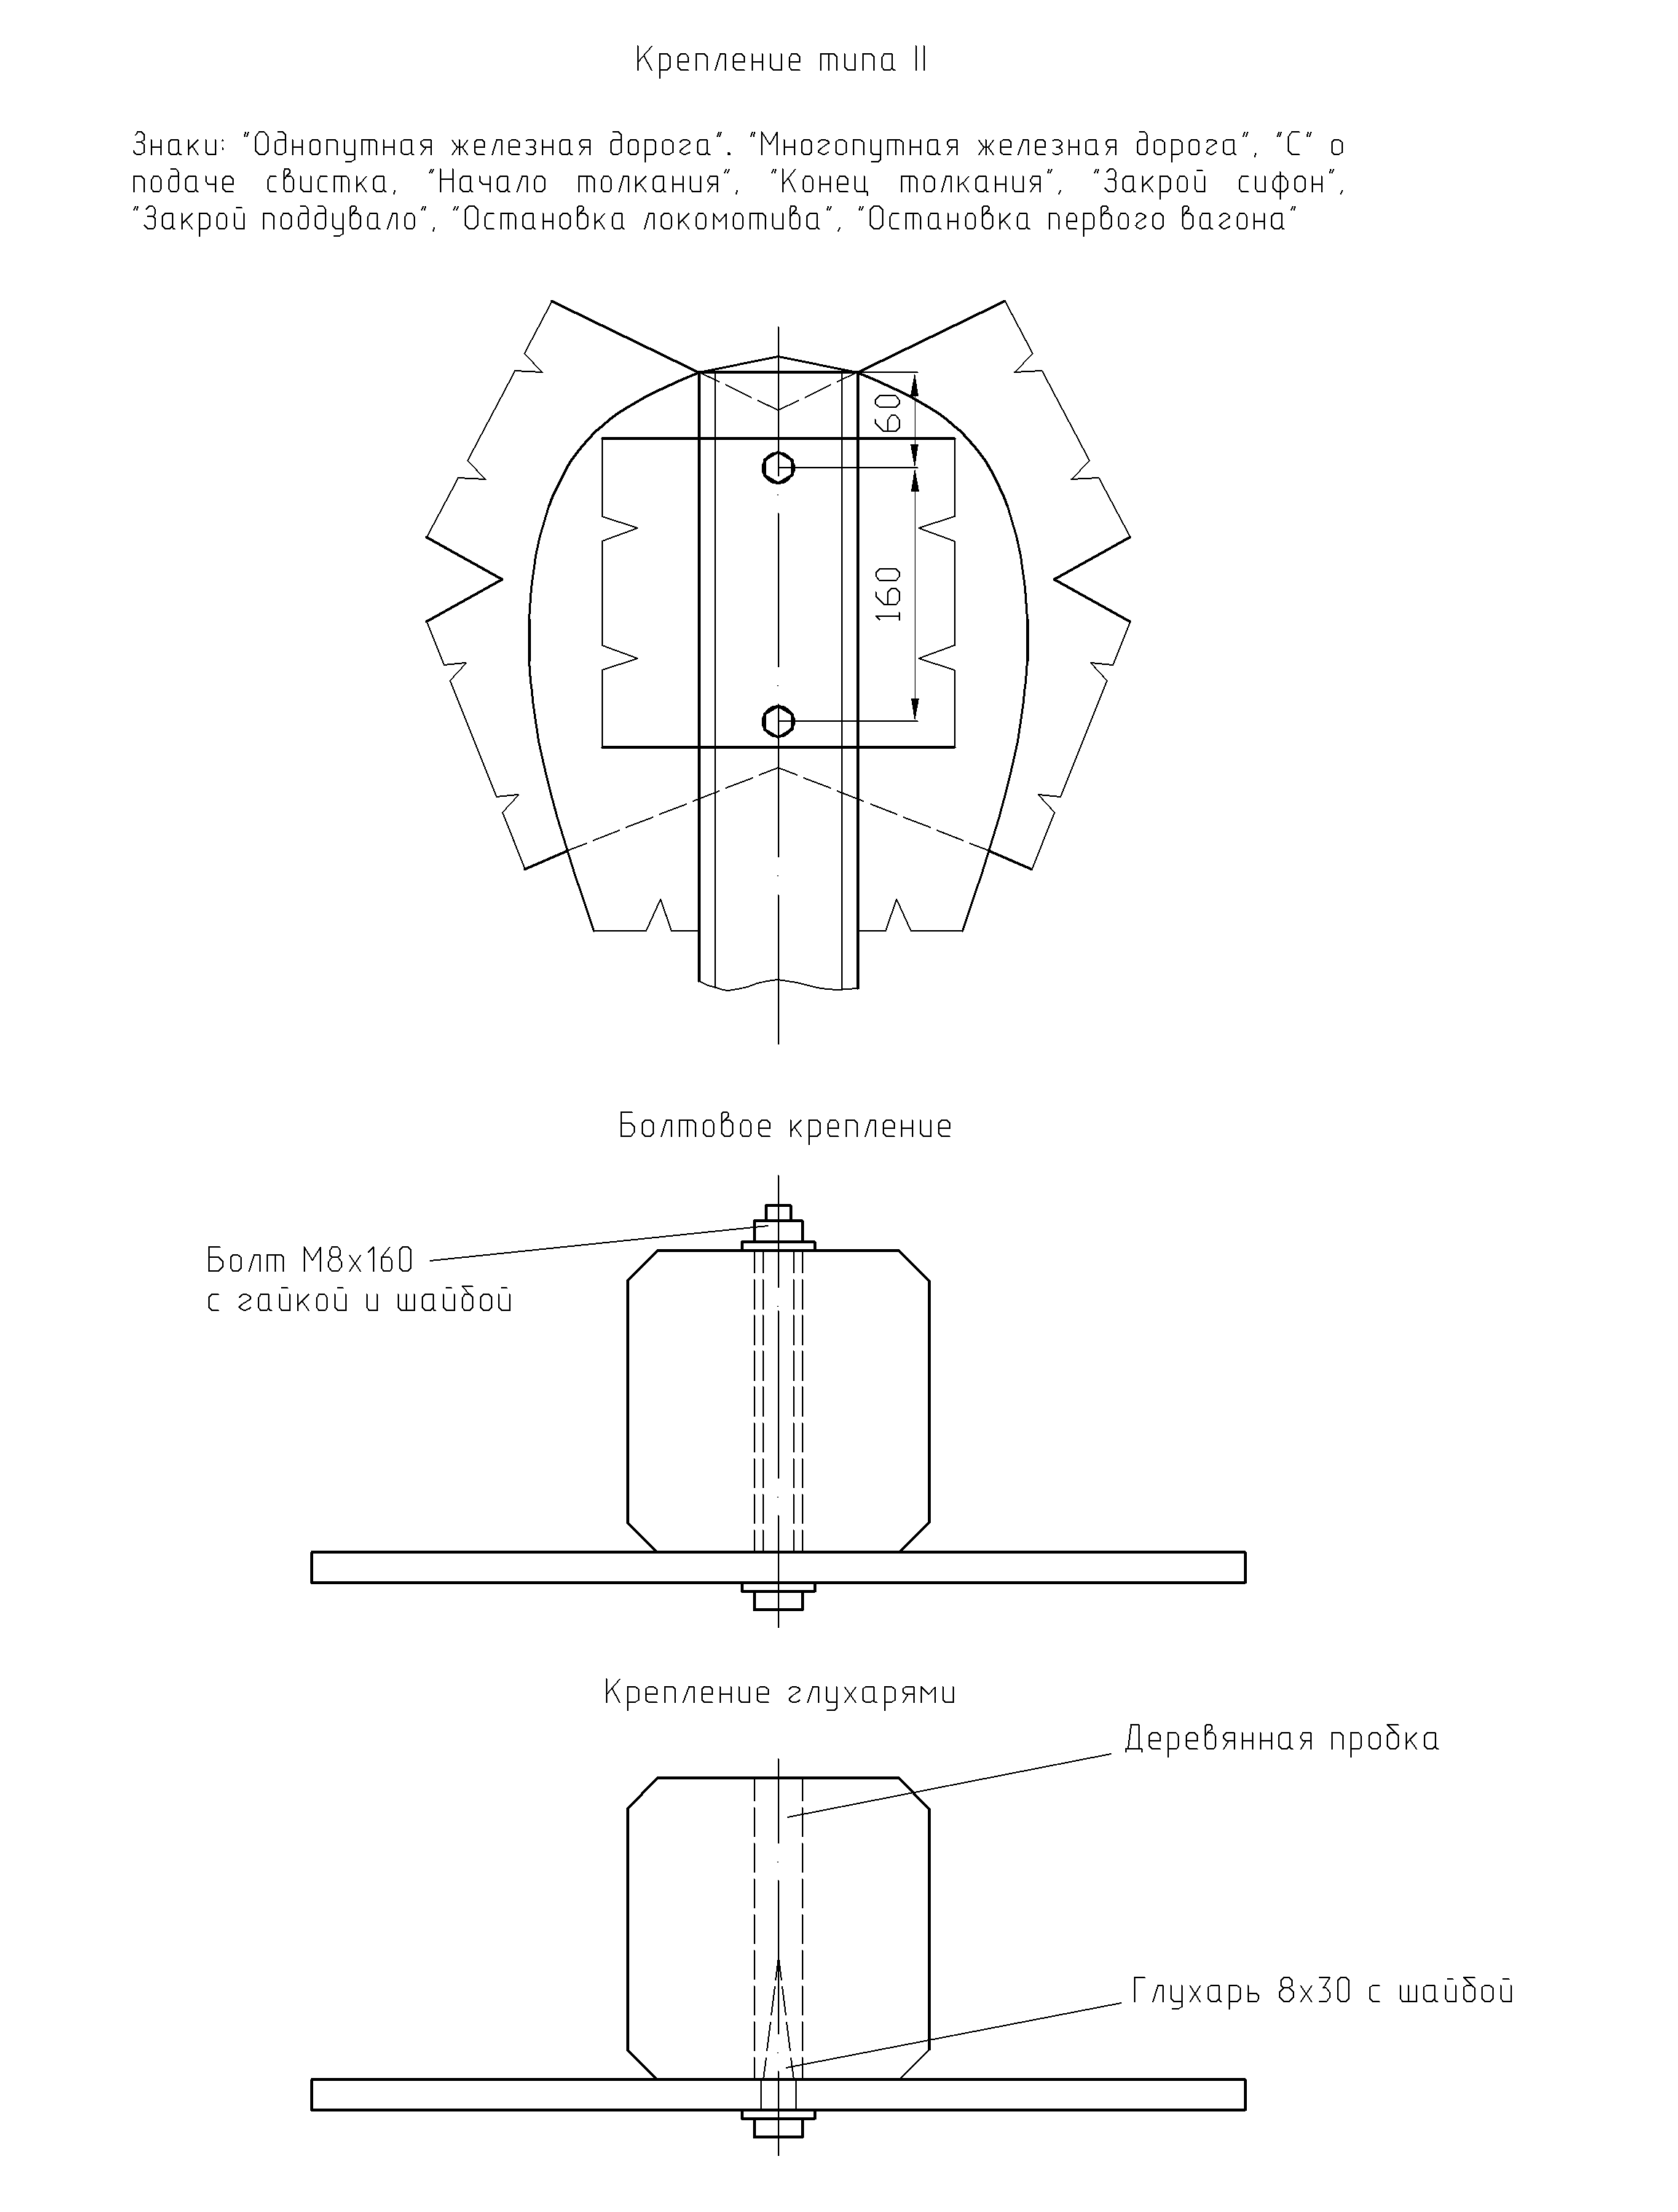 Крепление типа II
Знаки: "Однопутная железная дорога". "Многопутная железная дорога", "С" о
подаче свистка, "Начало толкания", "Конец толкания", "Закрой сифон",
"Закрой поддувало", "Остановка локомотива", "Остановка первого вагона"
60
160
Болтовое крепление
Болт М8х160
с гайкой и шайбой
Крепление глухарями
Деревянная пробка
Глухарь 8х30 с шайбой